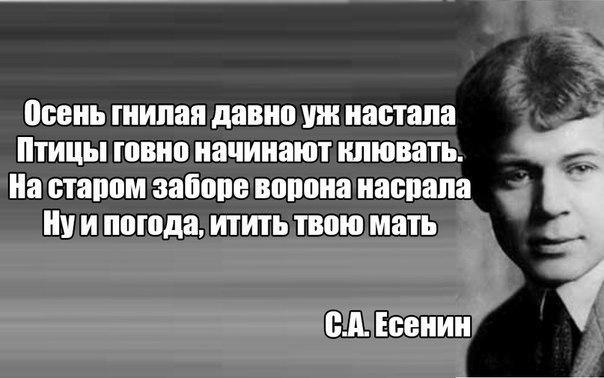 Осень гнилая давно уж настала
Птицы говно начинают клювать.
На старом заборе ворона насрала
Ну и погода, итить твою мать
С.А. Есенин